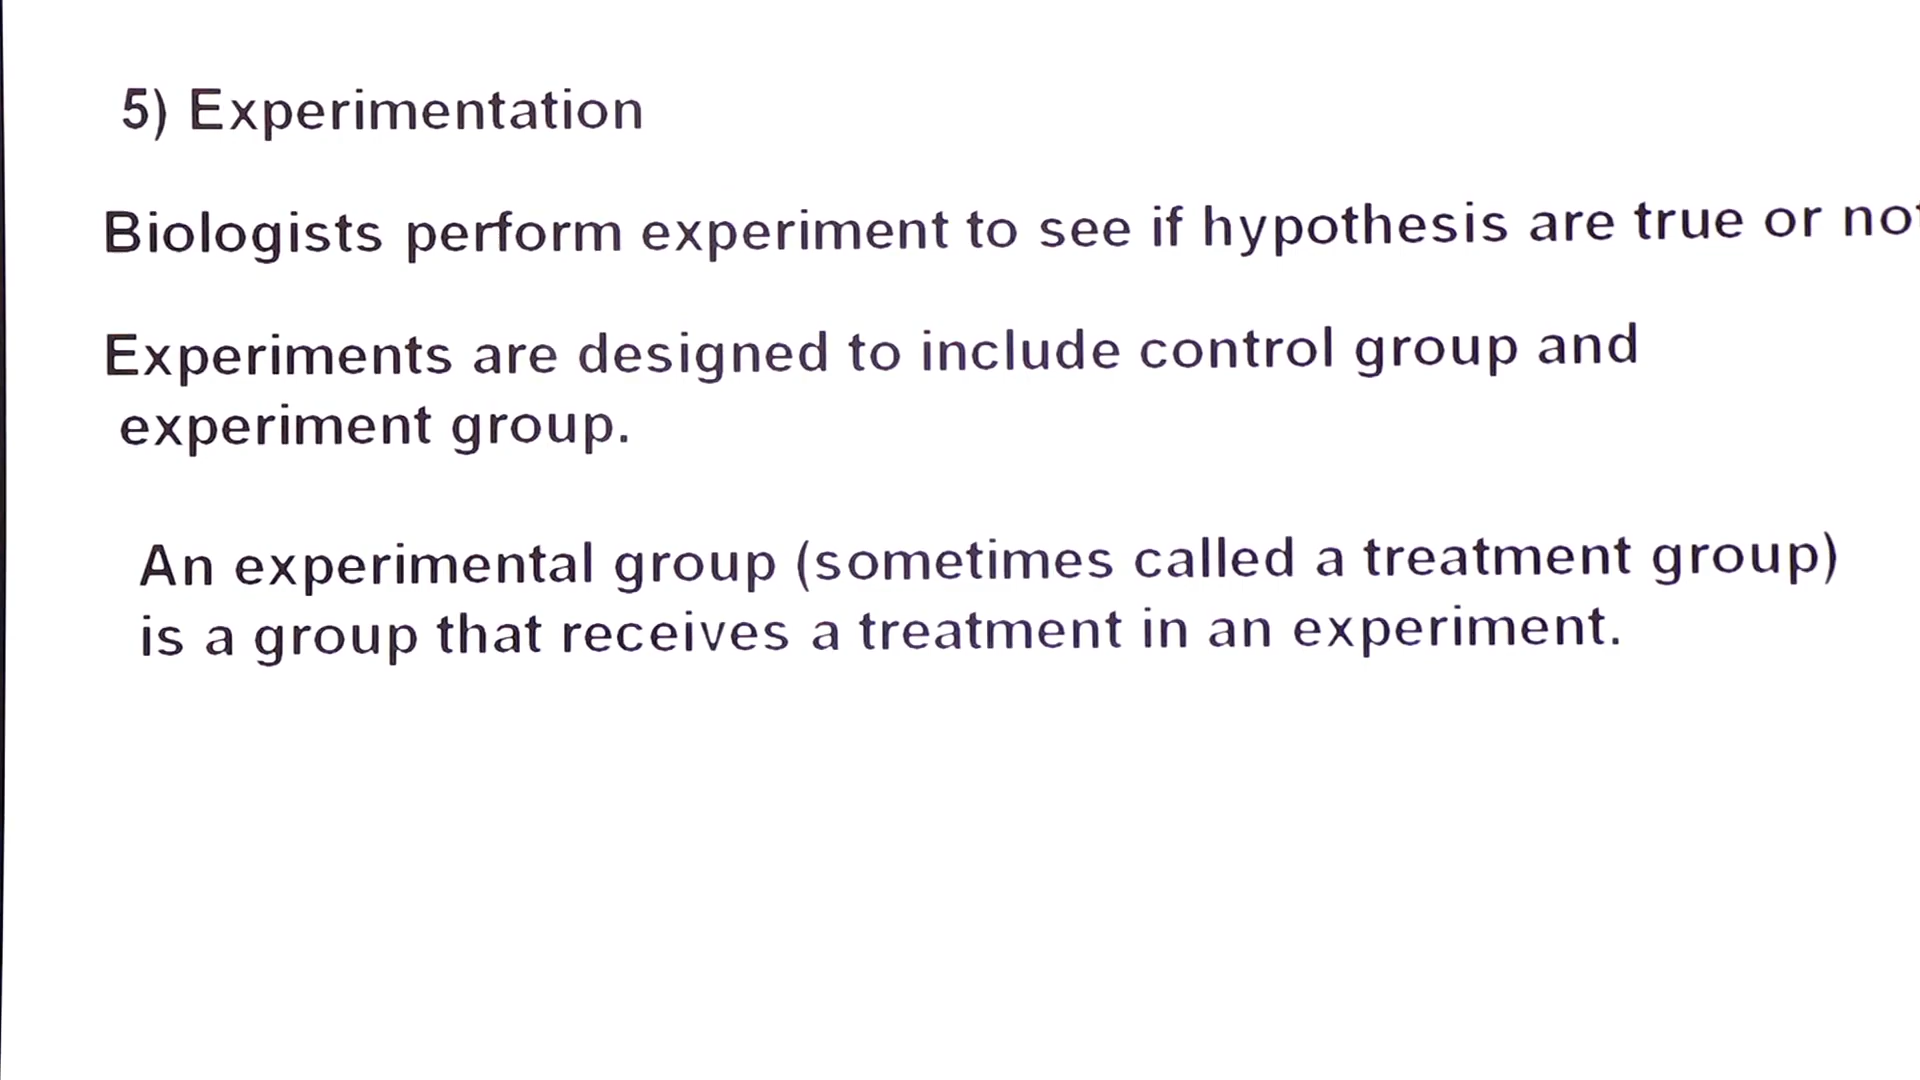 5) Experimentation
Biologists perform experiment to see if hypothesis are true or not
Experiments are designed to include control group and
experiment group.
An experimental group (sometimes called a treatment group)
is a group that receives a treatment in an experiment.